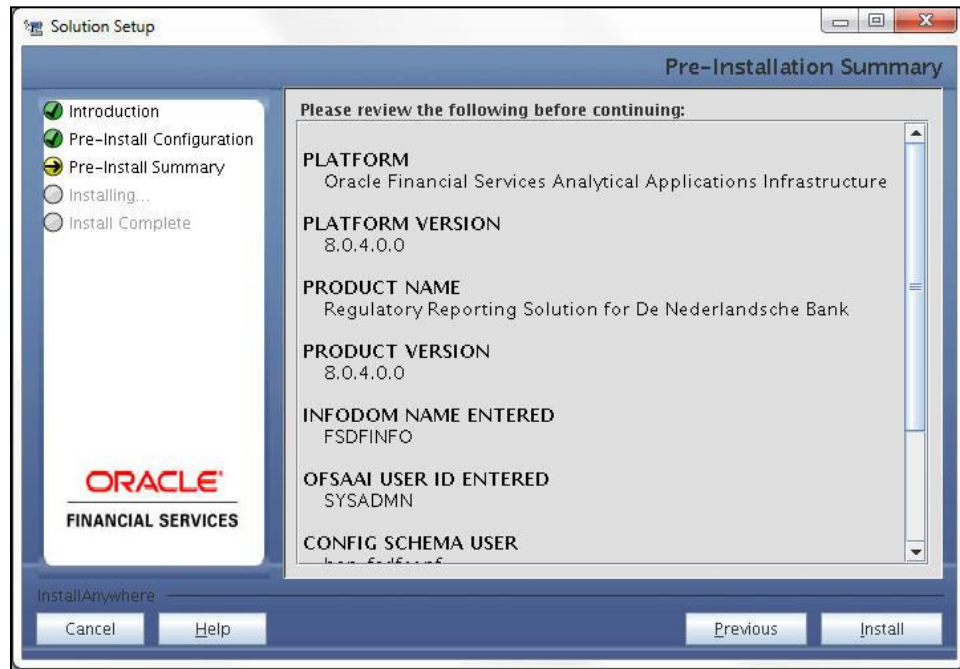 Solution Setup
Pre-Installation Summary
Introduction
Pre-Install Configuration
Pre-Install Summary
Installing...
Install Complete
ORACLE'
FINANCIAL SERVICES
Please review the following before continuing:
PLATFORM
Oracle Financial Services Analytical Applications Infrastructure
PLATFORM VERSION
8.0.4.0.0
PRODUCT NAME
Regulatory Reporting Solution for De Nederlandsche Bank
PRODUCT VERSION
8.0.4.0.0
INFODOM NAME ENTERED
FSDFINFO
OFSAAI USER ID ENTERED
SYSADMN
CONFIG SCHEMA USER
InstallAnywhere
Cancel
Help
Previous
Install